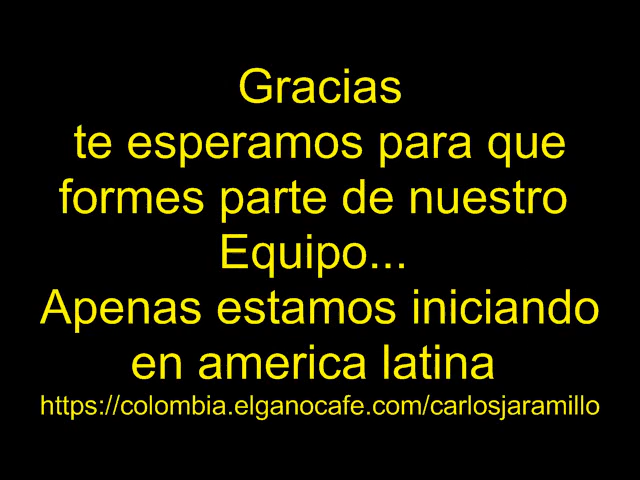 Gracias
te esperamos para que
formes parte de nuestro
Equipo...
Apenas estamos iniciando
en america latina
https://colombia.elganocafe.com/carlosjaramillo